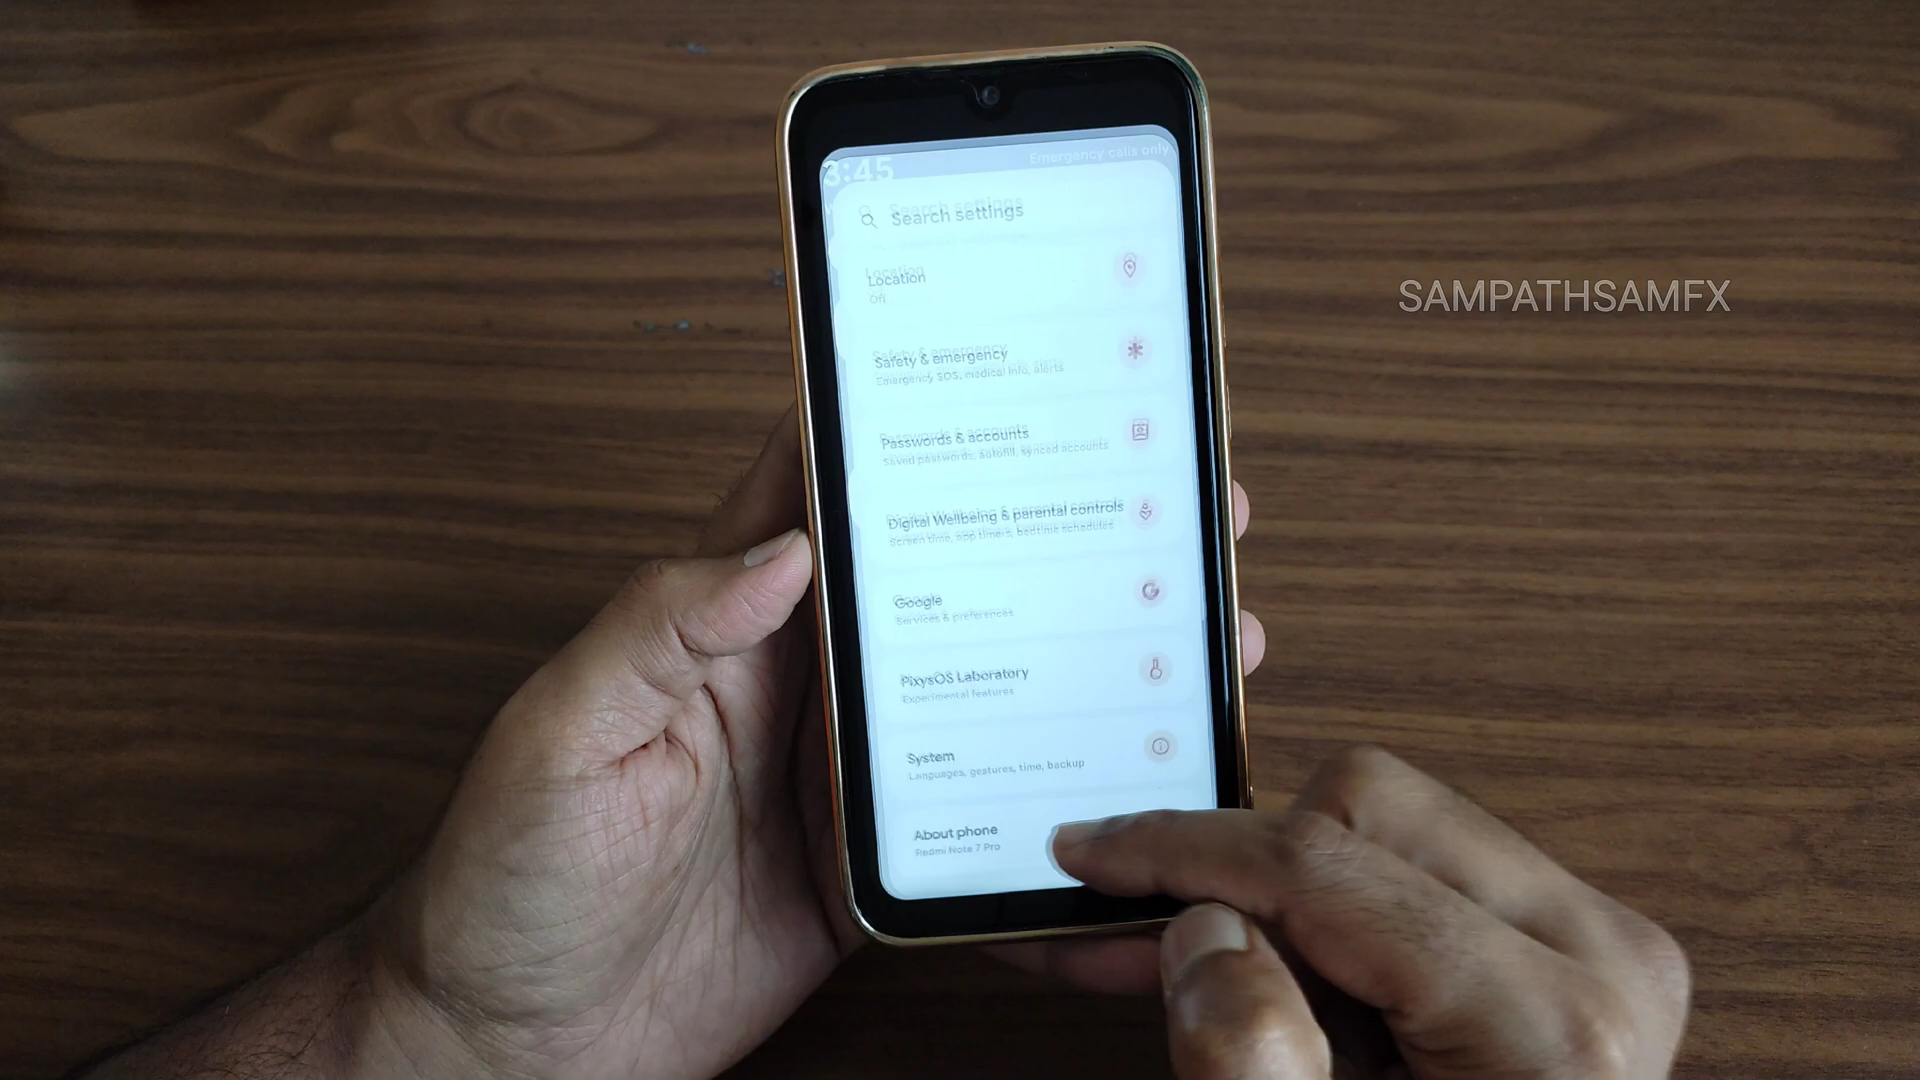 3:45
Emergency calls only
Search settings
Location
Off
Safety & emergency
Emergency SOS, medical info, alerts
Passwords & accounts
Saved passwords, autofill, synced accounts
Digital Wellbeing & parental controls
Screen time, app timers, bedtime schedules
Google
Services & preferences
PixysOS Laboratory
Experimental features
System
Languages, gestures, time, backup
About phone
Redmi Note 7 Pro
SAMPATHSAMFX